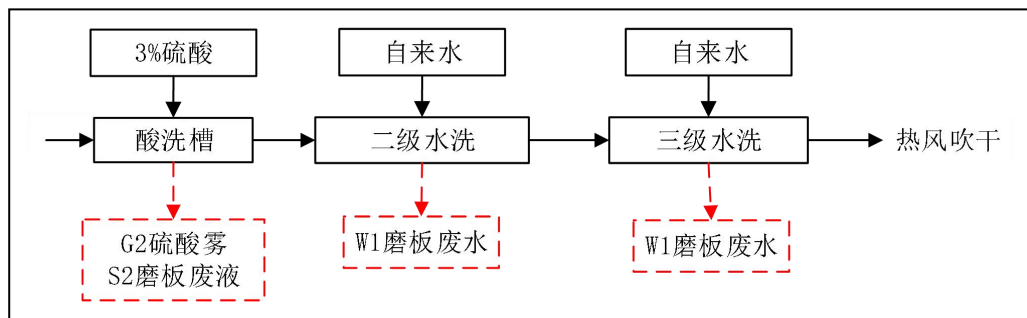 3%硫酸
自来水
自来水
酸洗槽
二级水洗
三级水洗
热风吹干
G2硫酸雾
S2磨板废液
W1磨板废水
W1磨板废水